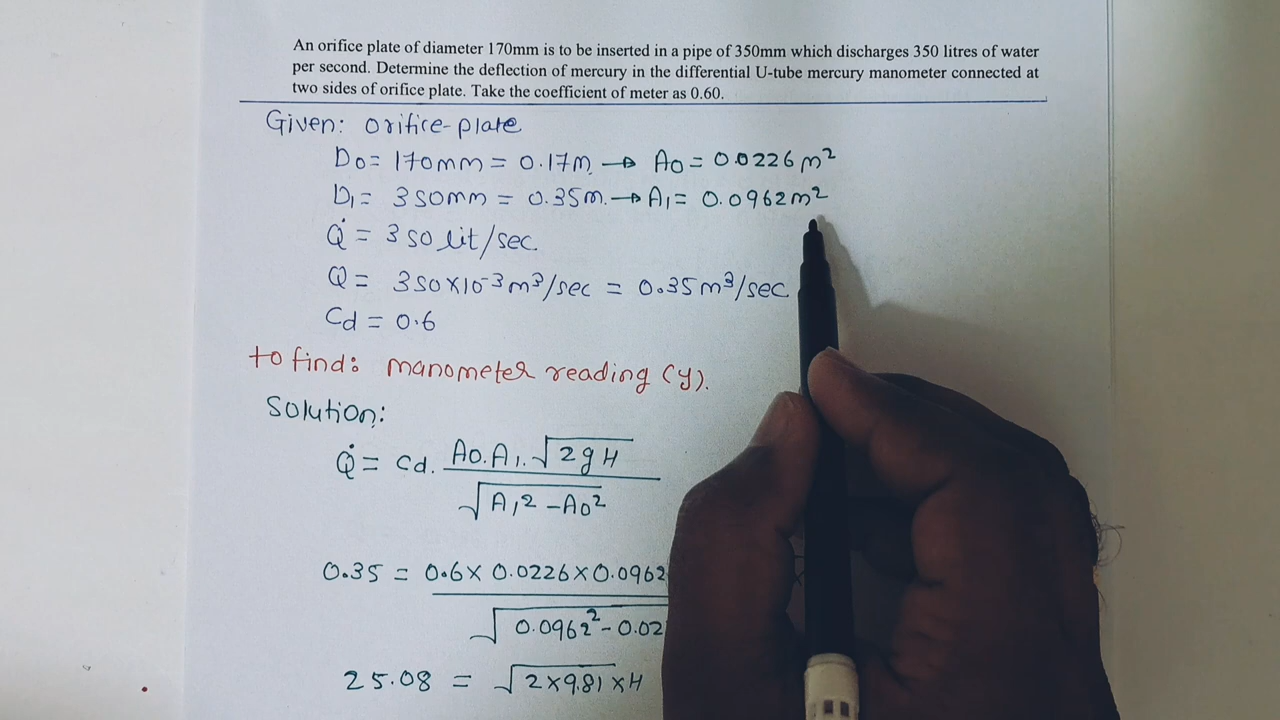 An orifice plate of diameter 170mm is to be inserted in a pipe of 350mm which discharges 350 litres of water
per second. Determine the deflection of mercury in the differential U-tube mercury manometer connected at
two sides of orifice plate. Take the coefficient of meter as 0.60.
Given: orifice-plate
D₀ = 170mm = 0.17m → A₀ = 0.0226 m²
D₁ = 350mm = 0.35m. → A₁ = 0.0962m²
Q̇ = 350 lit/sec.
Q = 350×10⁻³ m³/sec = 0.35 m³/sec
Cd = 0.6
to find: manometer reading (y).
Solution:
Q̇ = Cd. A₀.A₁.√2gH
√A₁² - A₀²
0.35 = 0.6 × 0.0226 × 0.0962
√0.0962² - 0.02
25.08 = √2×9.81×H